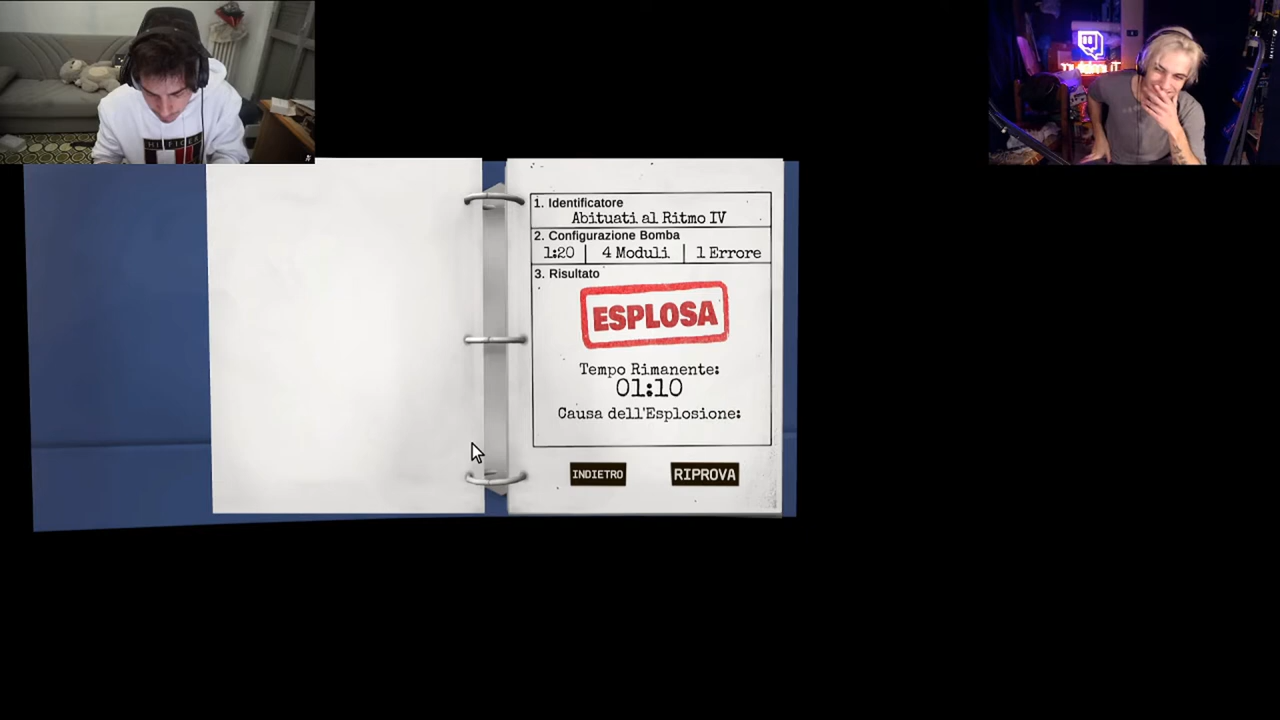 1. Identificatore
Abituati al Ritmo IV
2. Configurazione Bomba
1:20 | 4 Moduli | 1 Errore
3. Risultato
ESPLOSA
Tempo Rimanente:
01:10
Causa dell'Esplosione:
INDIETRO RIPROVA